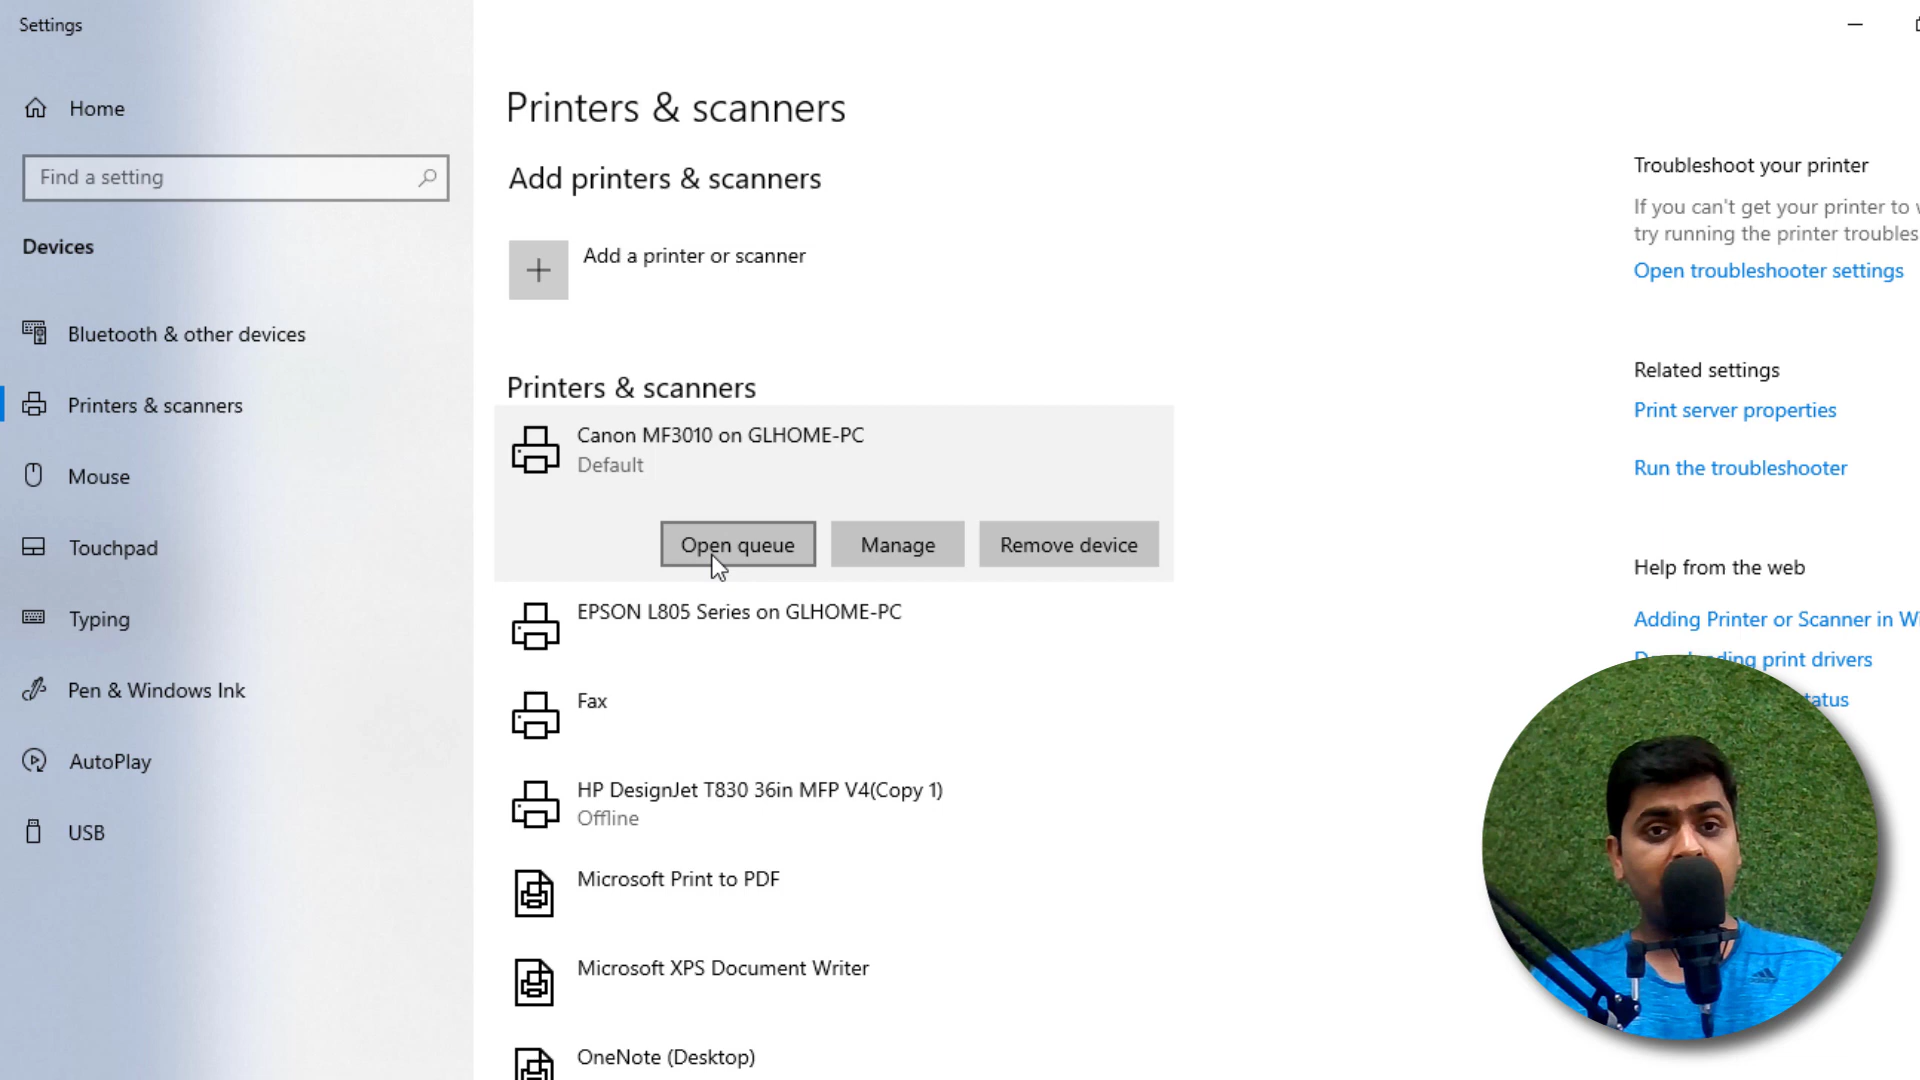 Settings
Home
Find a setting
Devices
Bluetooth & other devices
Printers & scanners
Mouse
Touchpad
Typing
Pen & Windows Ink
AutoPlay
USB
Printers & scanners
Add printers & scanners
Add a printer or scanner
Printers & scanners
Canon MF3010 on GLHOME-PC
Default
Open queue
Manage
Remove device
EPSON L805 Series on GLHOME-PC
Fax
HP DesignJet T830 36in MFP V4(Copy 1)
Offline
Microsoft Print to PDF
Microsoft XPS Document Writer
OneNote (Desktop)
Troubleshoot your printer
If you can't get your printer to
try running the printer troubles
Open troubleshooter settings
Related settings
Print server properties
Run the troubleshooter
Help from the web
Adding Printer or Scanner in Wi
print drivers
adidas